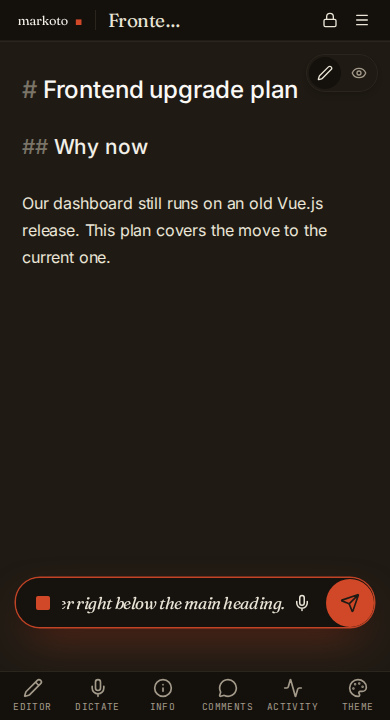 markoto
Fronte...
# Frontend upgrade plan
## Why now
Our dashboard still runs on an old Vue.js
release. This plan covers the move to the
current one.
right below the main heading.
EDITOR DICTATE INFO COMMENTS ACTIVITY THEME